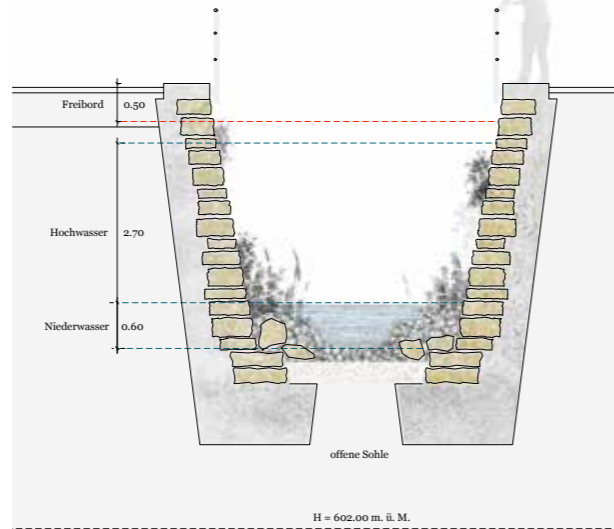 Freibord 0.50
Hochwasser 2.70
Niederwasser 0.60
offene Sohle
H = 602.00 m. ü. M.